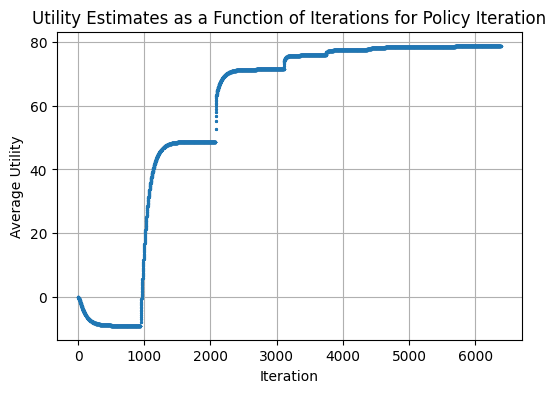 Utility Estimates as a Function of Iterations for Policy Iteration
80
60
40
20
0
Average Utility
0 1000 2000 3000 4000 5000 6000
Iteration